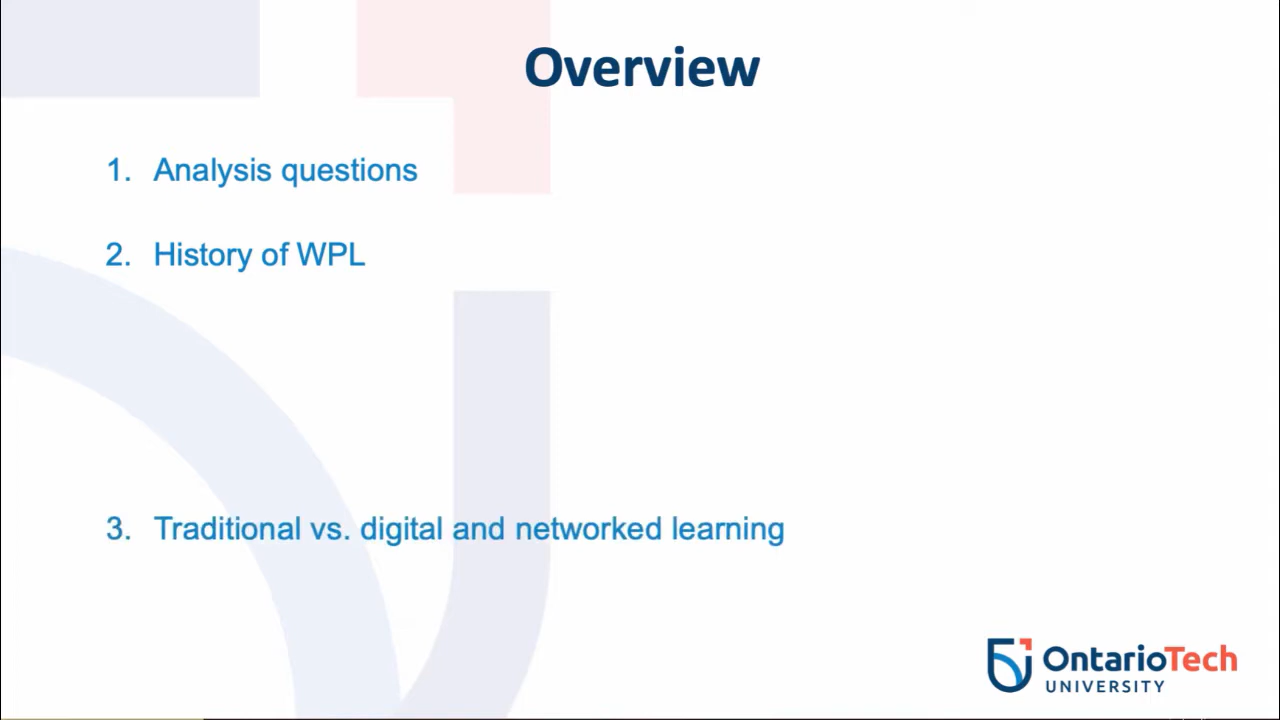 Overview
1. Analysis questions
2. History of WPL
3. Traditional vs. digital and networked learning
OntarioTech
UNIVERSITY